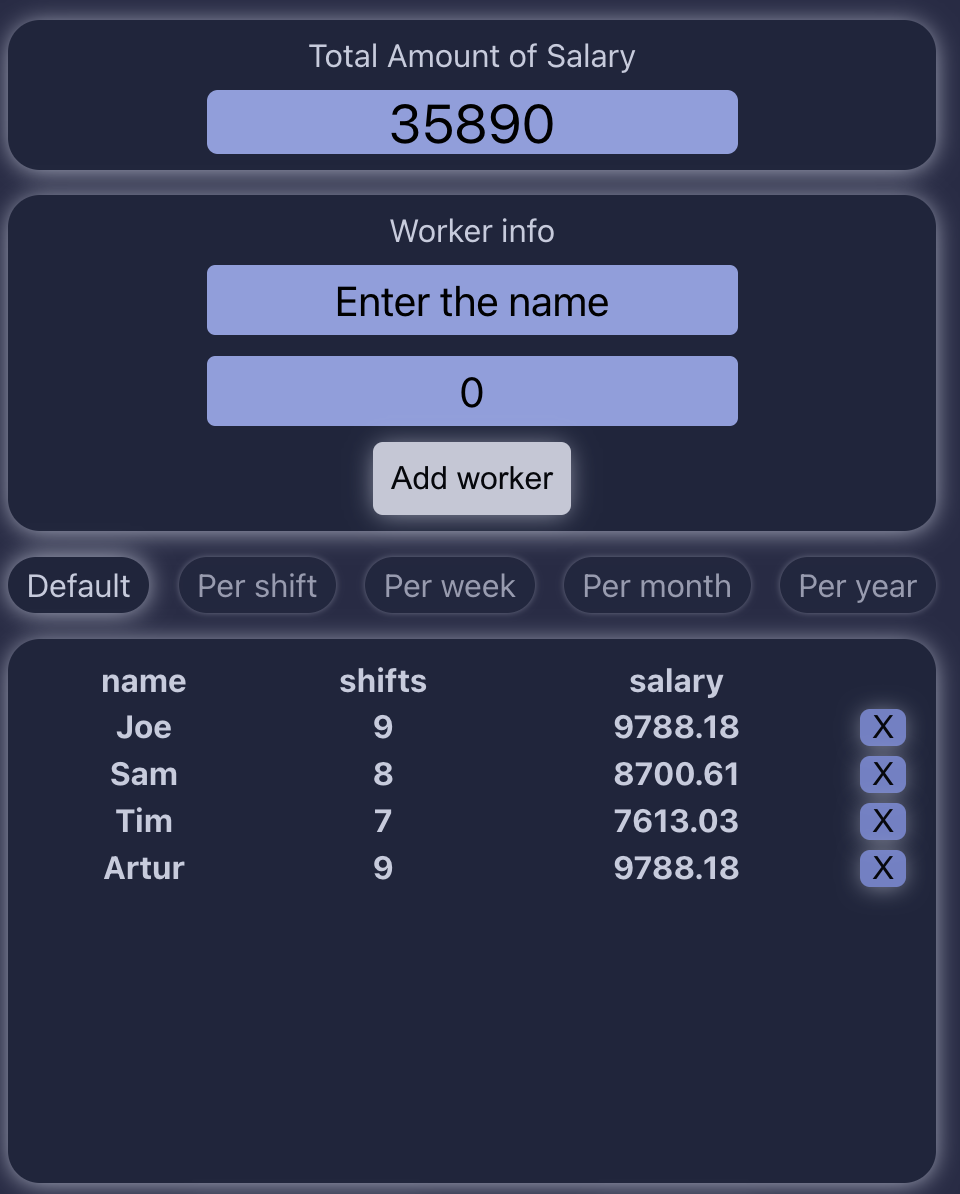 Total Amount of Salary
35890
Worker info
Enter the name
0
Add worker
Default Per shift Per week Per month Per year
name shifts salary
Joe 9 9788.18 X
Sam 8 8700.61 X
Tim 7 7613.03 X
Artur 9 9788.18 X